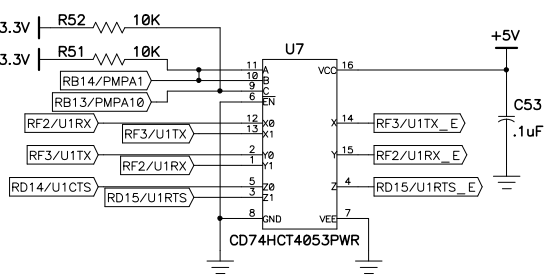 3.3V R52 10K
3.3V R51 10K
U7
+5V
11 A VCC 16
RB14/PMPA1 10 B
RB13/PMPA10 9 C
6 EN
C53
.1uF
RF2/U1RX 12 X0 X 14 RF3/U1TX_E
RF3/U1TX 13 X1
RF3/U1TX 2 Y0 Y 15 RF2/U1RX_E
RF2/U1RX 1 Y1
RD14/U1CTS 5 Z0 Z 4 RD15/U1RTS_E
RD15/U1RTS 3 Z1
8 GND VEE 7
CD74HCT4053PWR